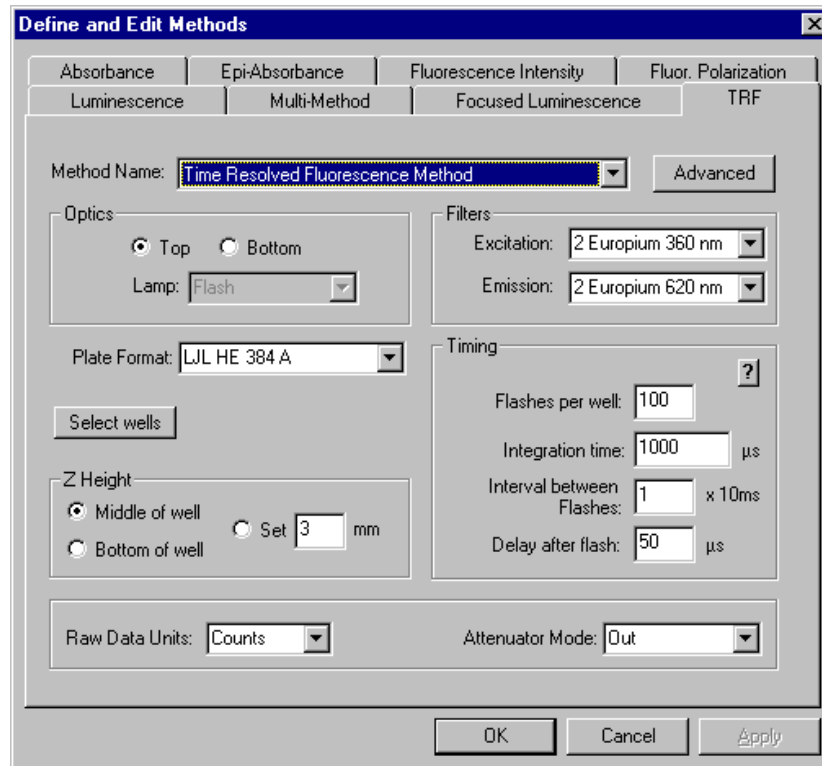 Define and Edit Methods
Absorbance Epi-Absorbance Fluorescence Intensity Fluor. Polarization
Luminescence Multi-Method Focused Luminescence TRF
Method Name: Time Resolved Fluorescence Method Advanced
Optics
Top Bottom
Lamp: Flash
Filters
Excitation: 2 Europium 360 nm
Emission: 2 Europium 620 nm
Plate Format: LJL HE 384 A
Select wells
Z Height
Middle of well
Bottom of well
Set 3 mm
Timing
?
Flashes per well: 100
Integration time: 1000 µs
Interval between
Flashes: 1 x 10ms
Delay after flash: 50 µs
Raw Data Units: Counts Attenuator Mode: Out
OK Cancel Apply